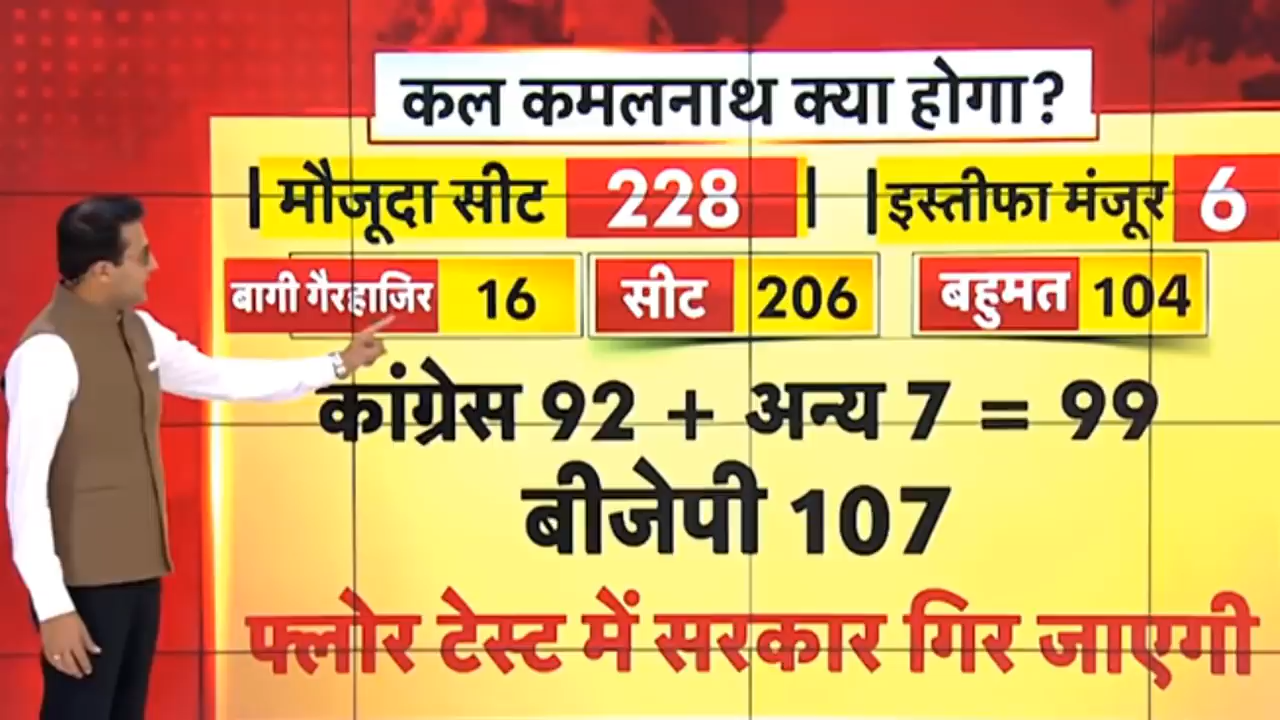 कल कमलनाथ क्या होगा?
|मौजूदा सीट 228| |इस्तीफा मंजूर 6
बागी गैरहाजिर 16 सीट 206 बहुमत 104
कांग्रेस 92 + अन्य 7 = 99
बीजेपी 107
फ्लोर टेस्ट में सरकार गिर जाएगी